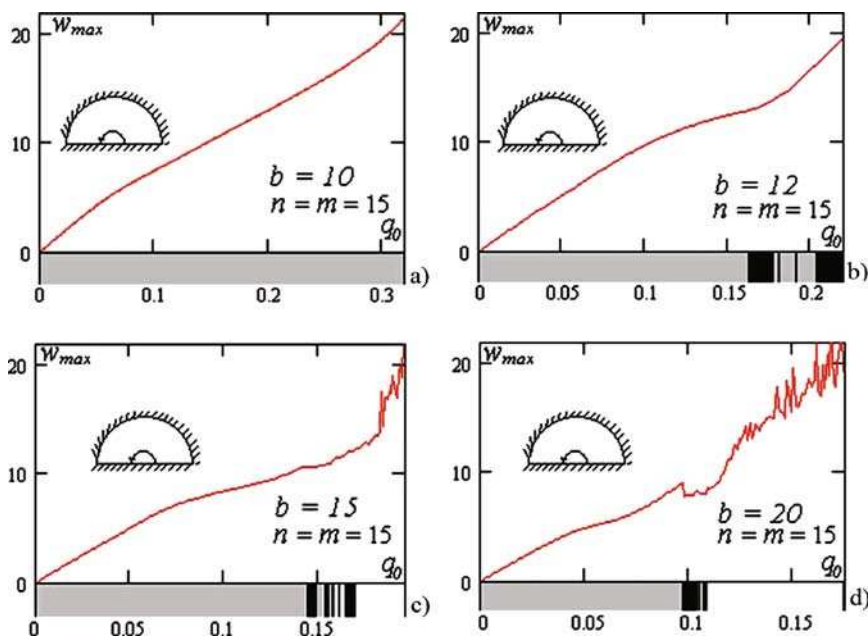 20
w_max
10
b = 10
n = m = 15
q_0
0
a)
0 0.1 0.2 0.3
20
w_max
10
b = 12
n = m = 15
q_0
0
b)
0 0.05 0.1 0.15 0.2
20
w_max
10
b = 15
n = m = 15
q_0
0
c)
0 0.05 0.1 0.15
20
w_max
10
b = 20
n = m = 15
q_0
0
d)
0 0.05 0.1 0.15